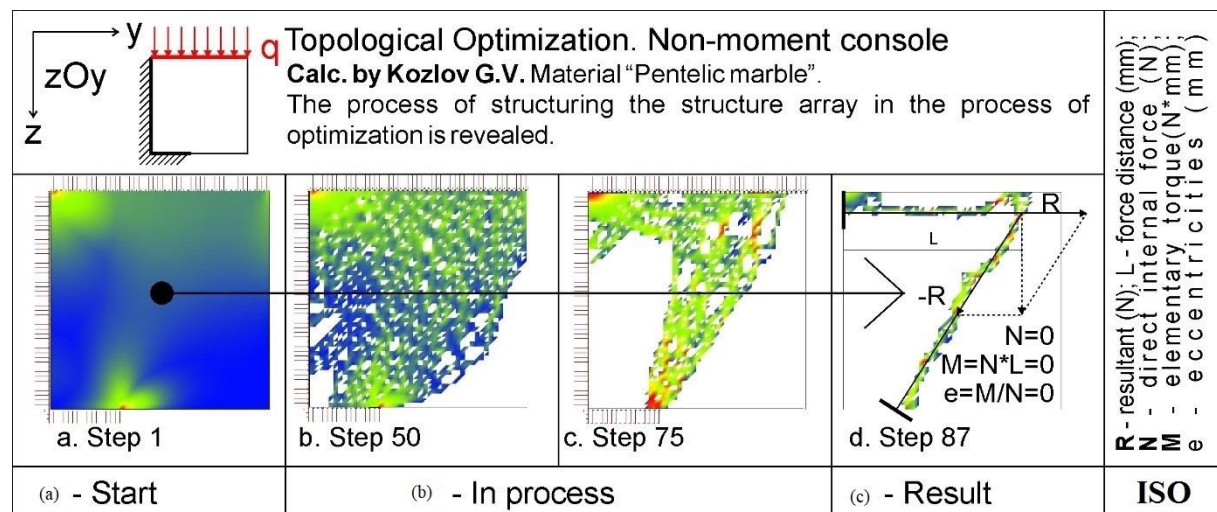 y
zOy
z
q
Topological Optimization. Non-moment console
Calc. by Kozlov G.V. Material “Pentelic marble”.
The process of structuring the structure array in the process of
optimization is revealed.
a. Step 1
b. Step 50
c. Step 75
R
L
-R
N=0
M=N*L=0
e=M/N=0
d. Step 87
(a) - Start
(b) - In process
(c) - Result
R - resultant (N); L - force distance (mm);
N - direct internal force (N);
M - elementary torque(N*mm);
e - eccentricities (mm)
ISO